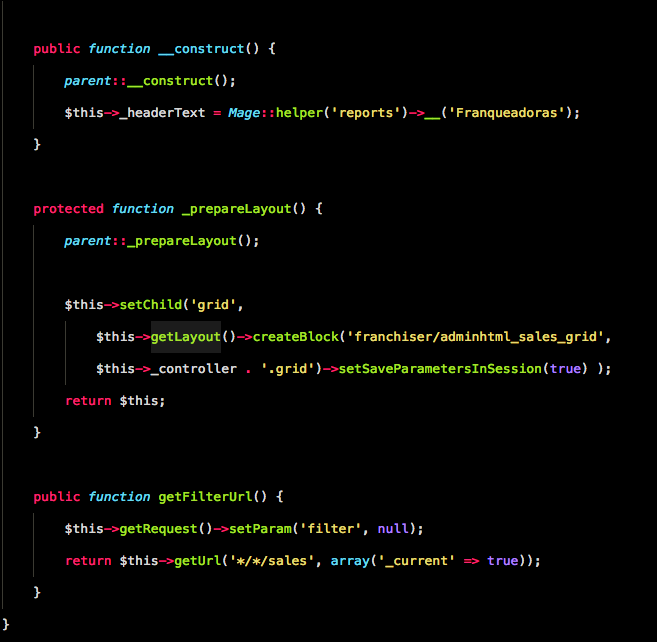 public function __construct() {
parent::__construct();
$this->_headerText = Mage::helper('reports')->__('Franqueadoras');
}
protected function _prepareLayout() {
parent::_prepareLayout();
$this->setChild('grid',
$this->getLayout()->createBlock('franchiser/adminhtml_sales_grid',
$this->_controller . '.grid')->setSaveParametersInSession(true) );
return $this;
}
public function getFilterUrl() {
$this->getRequest()->setParam('filter', null);
return $this->getUrl('*/*/sales', array('_current' => true));
}
}